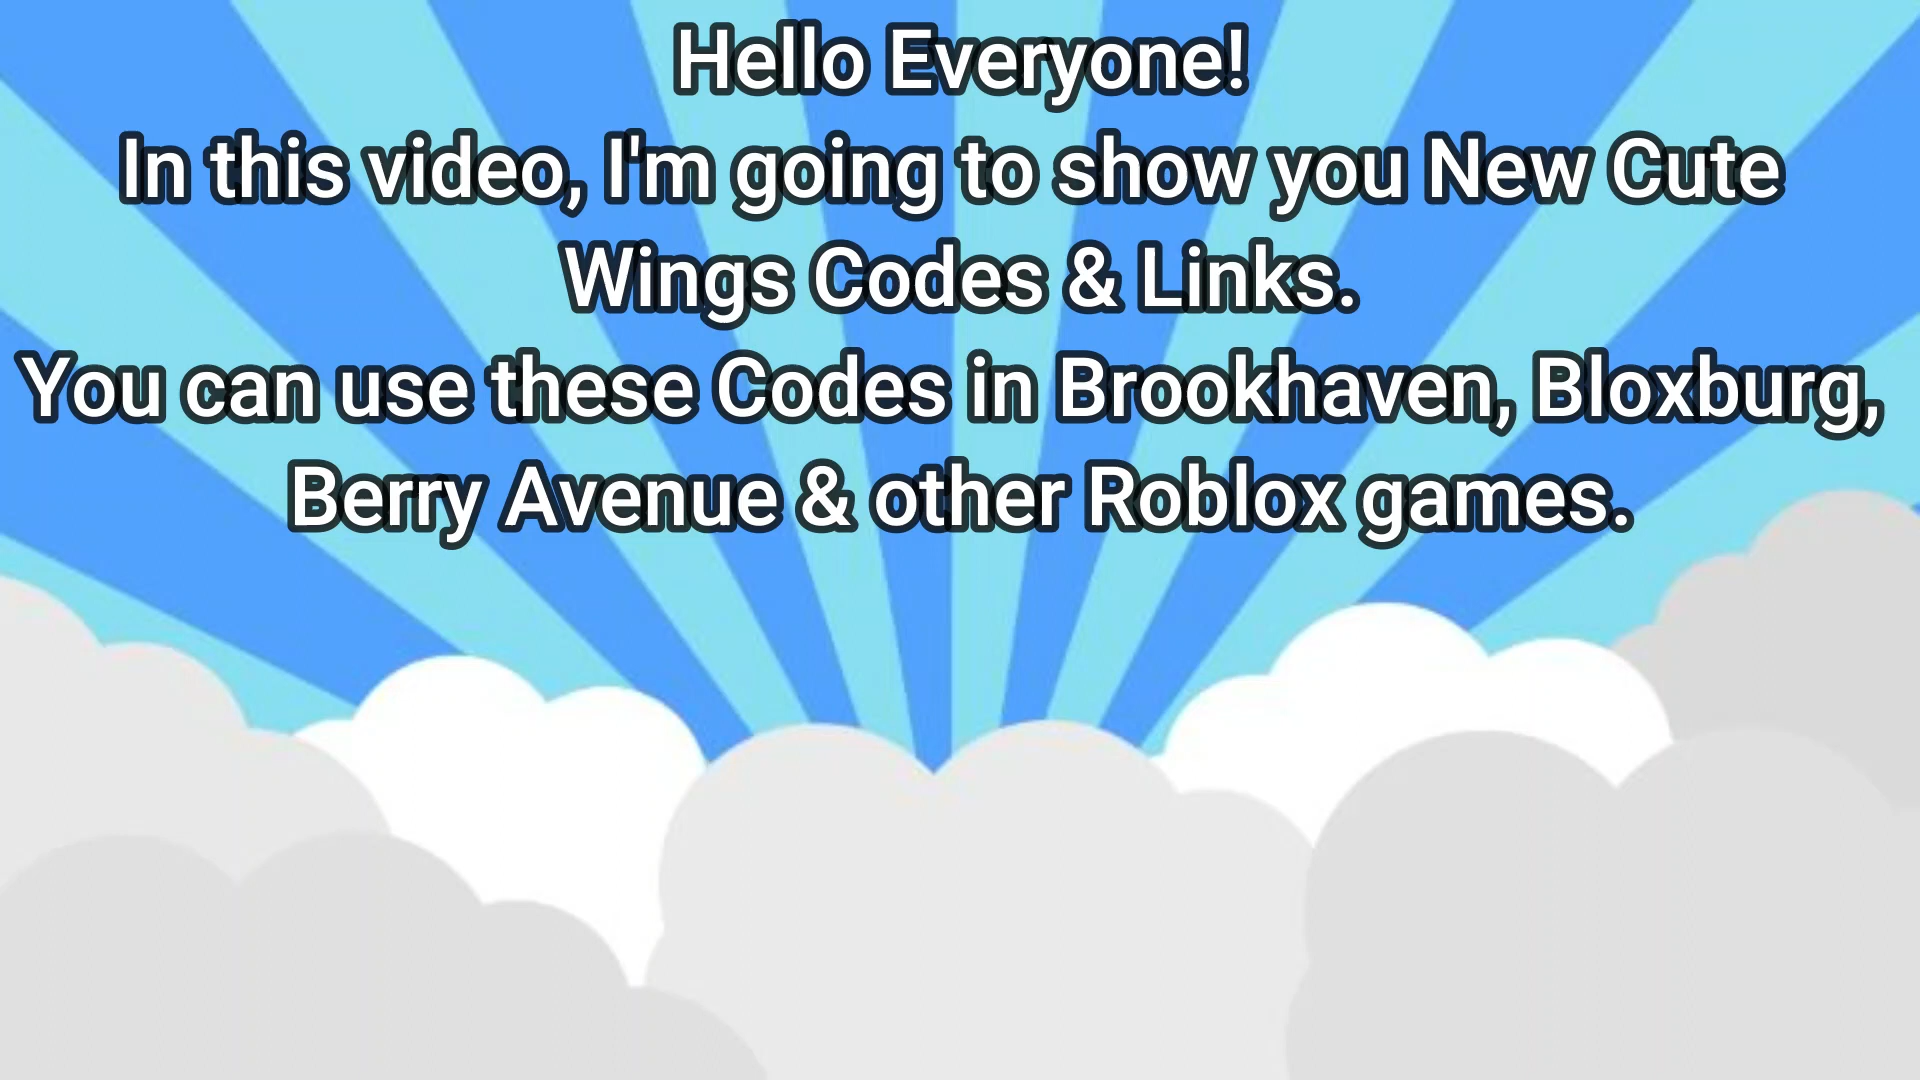 Hello Everyone!
In this video, I'm going to show you New Cute
Wings Codes & Links.
You can use these Codes in Brookhaven, Bloxburg,
Berry Avenue & other Roblox games.